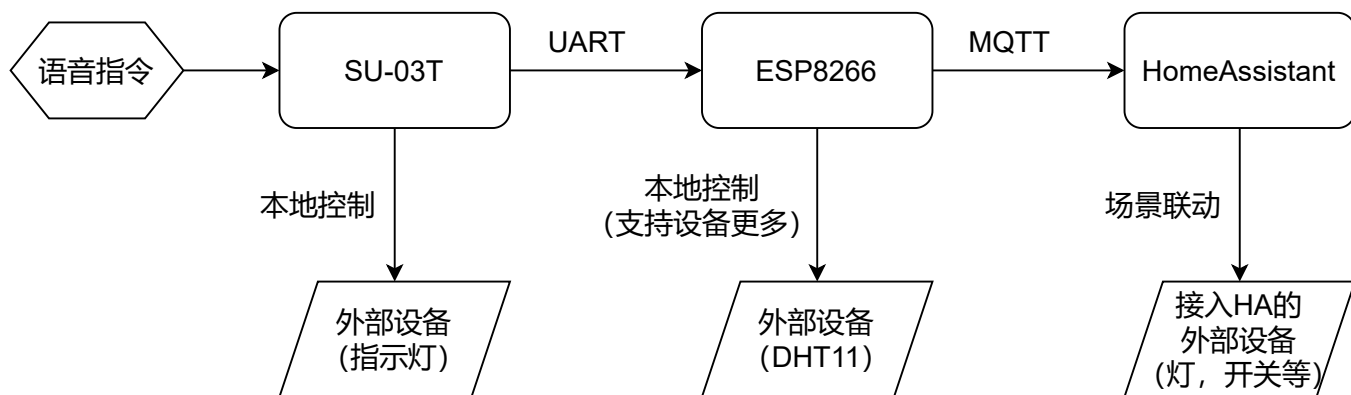 语音指令
SU-03T
UART
ESP8266
MQTT
HomeAssistant
本地控制
本地控制
（支持设备更多）
场景联动
外部设备
（指示灯）
外部设备
（DHT11）
接入HA的
外部设备
（灯，开关等）